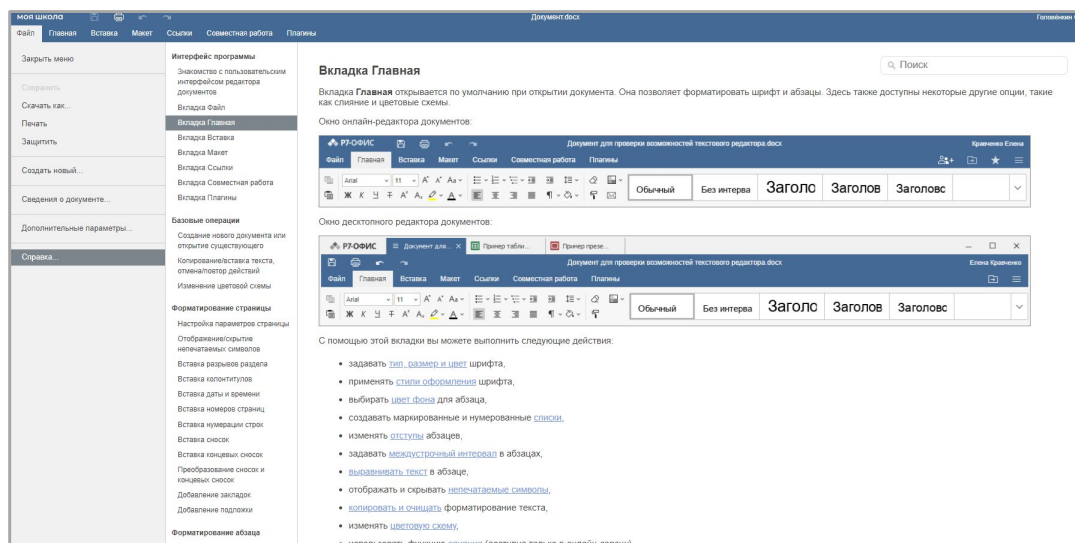 моя школа
Документ.docx
Файл Главная Вставка Макет Ссылки Совместная работа Плагины
Закрыть меню
Сохранить
Скачать как...
Печать
Защитить
Создать новый...
Сведения о документе...
Дополнительные параметры...
Справка...
Интерфейс программы
Знакомство с пользовательским
интерфейсом редактора
документов
Вкладка Файл
Вкладка Главная
Вкладка Вставка
Вкладка Макет
Вкладка Ссылки
Вкладка Совместная работа
Вкладка Плагины
Базовые операции
Создание нового документа или
открытие существующего
Копирование/вставка текста,
отмена/повтор действий
Изменение цветовой схемы
Форматирование страницы
Настройка параметров страницы
Отображение/скрытие
непечатаемых символов
Вставка разрывов раздела
Вставка колонтитулов
Вставка даты и времени
Вставка номеров страниц
Вставка нумерации строк
Вставка сносок
Вставка концевых сносок
Преобразование сносок и
концевых сносок
Добавление закладок
Добавление подложки
Форматирование абзаца
Поиск
Вкладка Главная
Вкладка Главная открывается по умолчанию при открытии документа. Она позволяет форматировать шрифт и абзацы. Здесь также доступны некоторые другие опции, такие
как слияние и цветовые схемы.
Окно онлайн-редактора документов:
Р7-ОФИС Документ для проверки возможностей текстового редактора.docx Кравченко Елена
Файл Главная Вставка Макет Ссылки Совместная работа Плагины
Arial 11 A A Aa
Ж К Ч Т А А А
Обычный Без интерва Заголо Заголов Заголовс
Окно десктопного редактора документов:
Р7-ОФИС Документ для... Пример табли... Пример презе...
Документ для проверки возможностей текстового редактора.docx Елена Кравченко
Файл Главная Вставка Макет Ссылки Совместная работа Плагины
Arial 11 A A Aa
Ж К Ч Т А А А
Обычный Без интерва Заголо Заголов Заголовс
С помощью этой вкладки вы можете выполнить следующие действия:
• задавать тип, размер и цвет шрифта,
• применять стили оформления шрифта,
• выбирать цвет фона для абзаца,
• создавать маркированные и нумерованные списки,
• изменять отступы абзацев,
• задавать междустрочный интервал в абзацах,
• выравнивать текст в абзаце,
• отображать и скрывать непечатаемые символы,
• копировать и очищать форматирование текста,
• изменять цветовую схему,